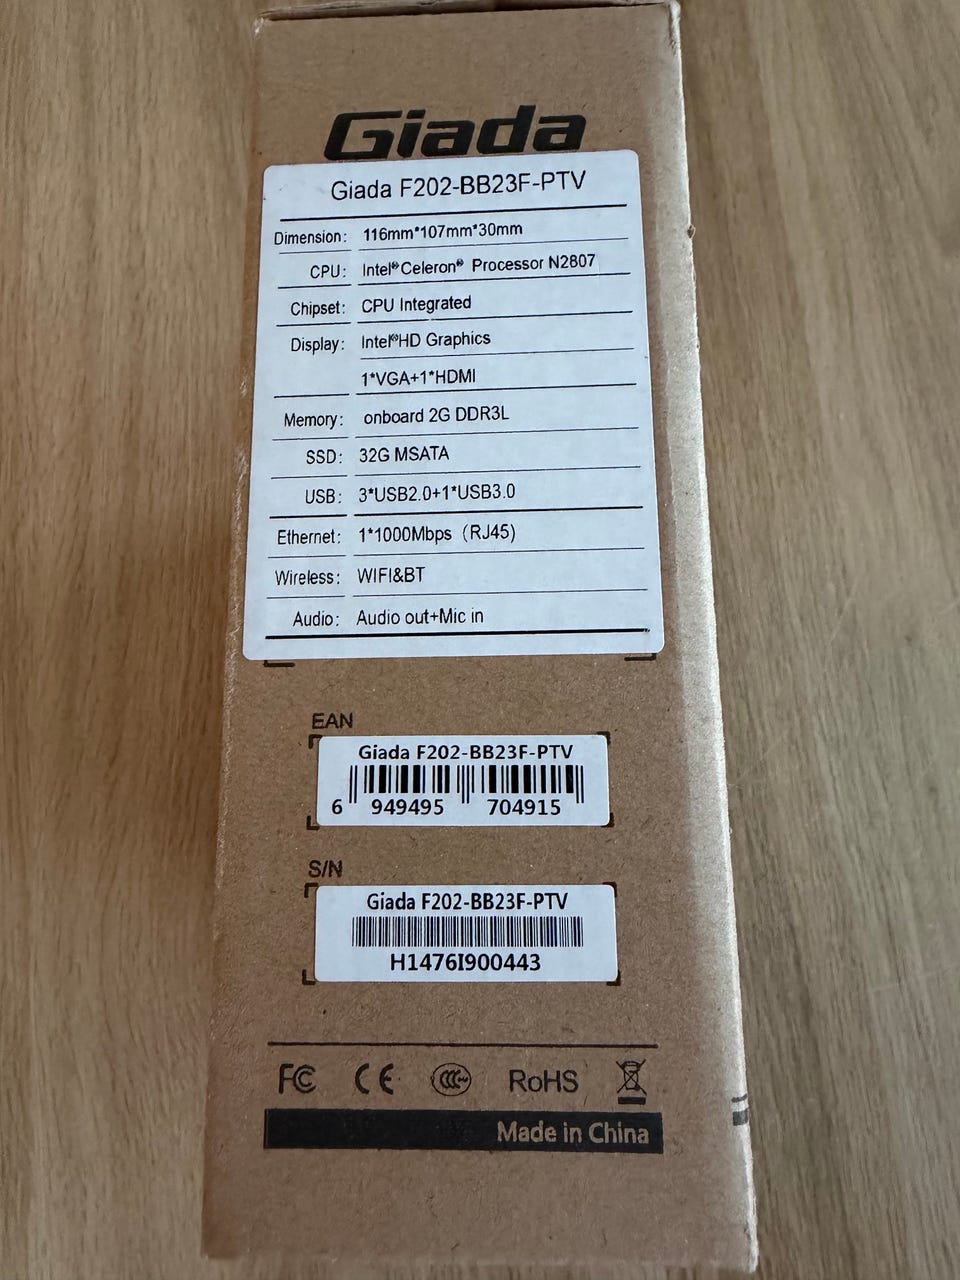 Giada
Giada F202-BB23F-PTV
Dimension: 116mm*107mm*30mm
CPU: Intel®Celeron® Processor N2807
Chipset: CPU Integrated
Display: Intel®HD Graphics
1*VGA+1*HDMI
Memory: onboard 2G DDR3L
SSD: 32G MSATA
USB: 3*USB2.0+1*USB3.0
Ethernet: 1*1000Mbps (RJ45)
Wireless: WIFI&BT
Audio: Audio out+Mic in
EAN
Giada F202-BB23F-PTV
6 949495 704915
S/N
Giada F202-BB23F-PTV
H1476I900443
FC CE CCC RoHS
Made in China